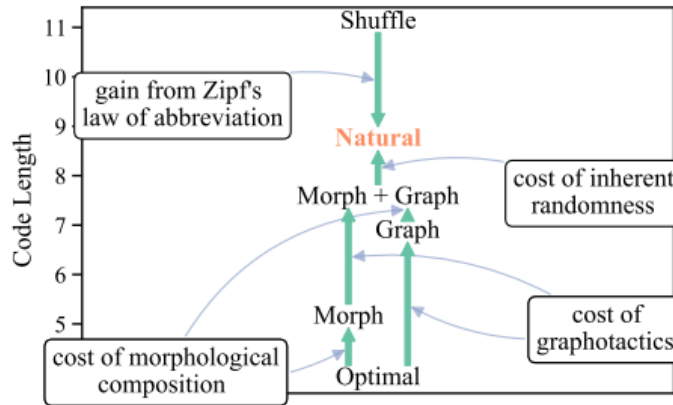 Code Length
11
10
9
8
7
6
5
Shuffle
gain from Zipf's
law of abbreviation
Natural
cost of inherent
randomness
Morph + Graph
Graph
Morph
cost of
graphotactics
cost of morphological
composition
Optimal